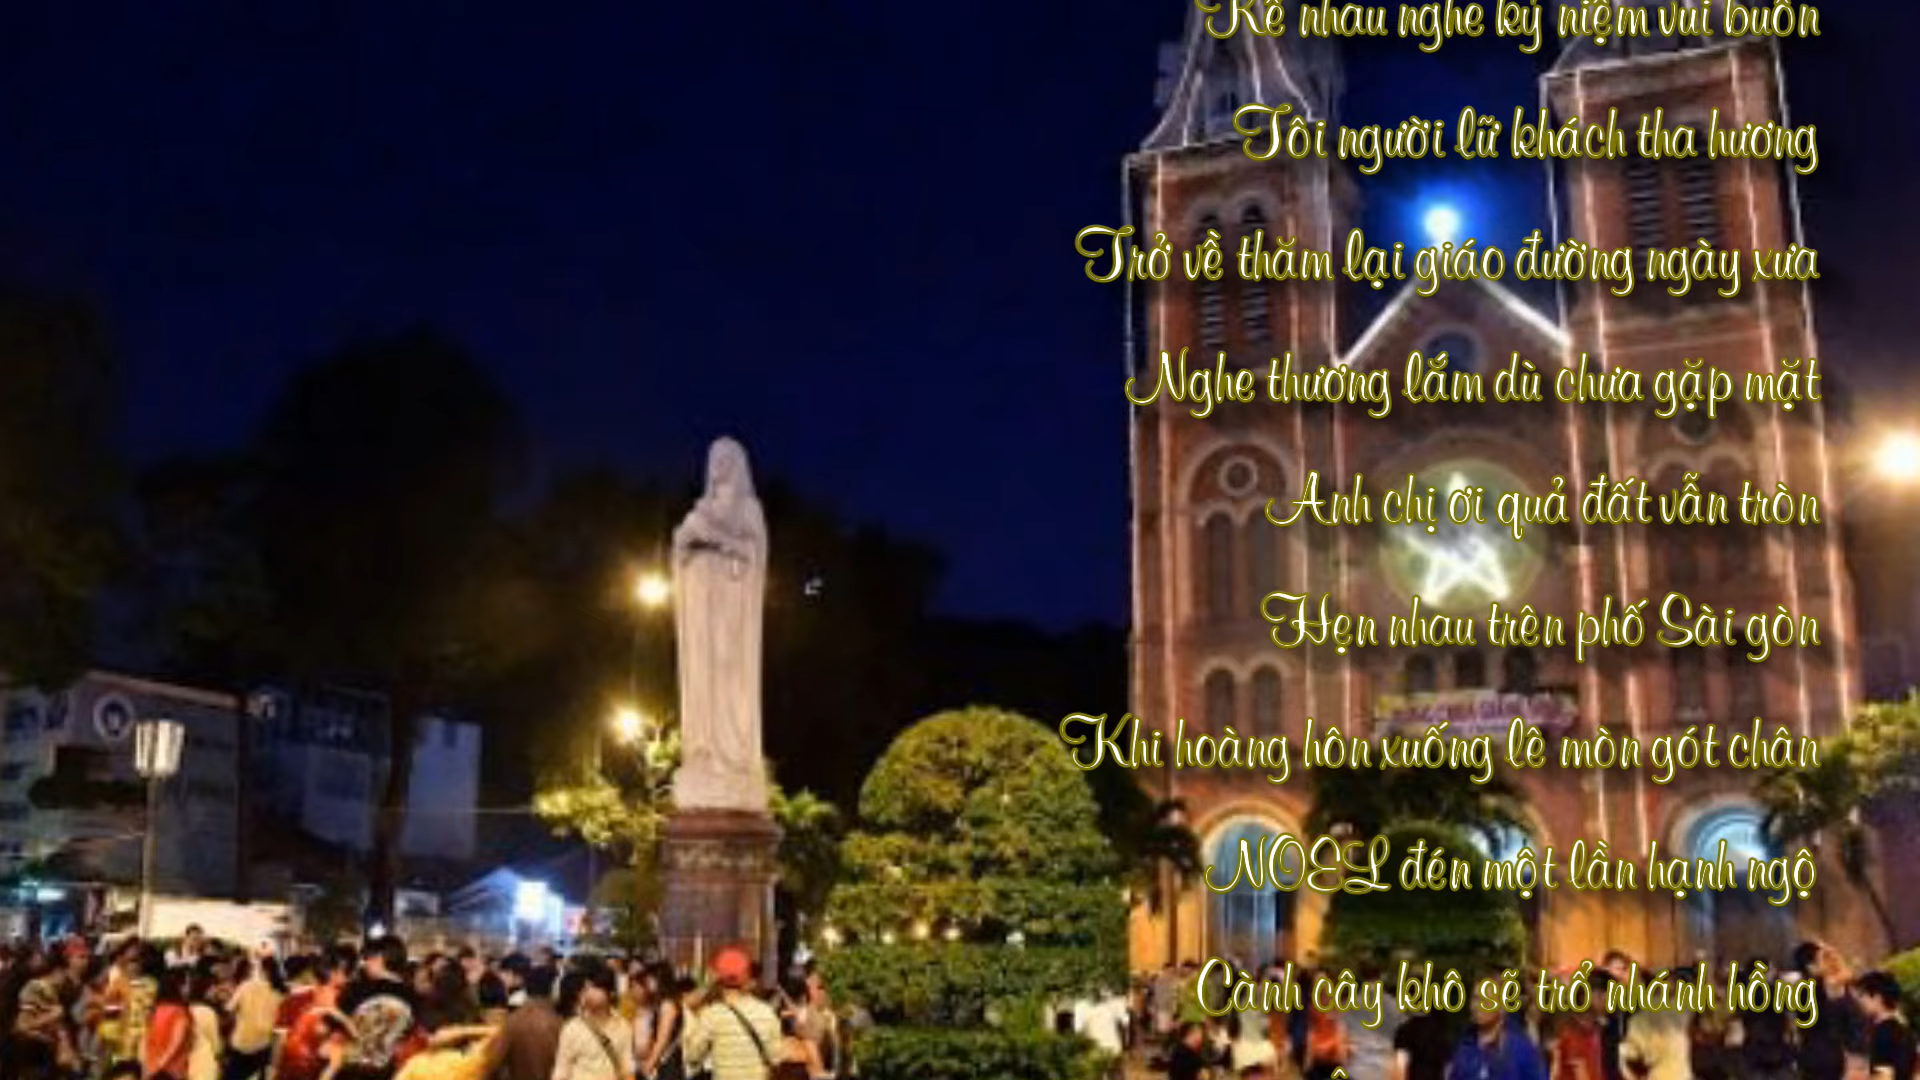 Kể nhau nghe kỷ niệm vui buồn
Tôi người lữ khách tha hương
Trở về thăm lại giáo đường ngày xưa
Nghe thương lắm dù chưa gặp mặt
Anh chị ơi quả đất vẫn tròn
Hẹn nhau trên phố Sài gòn
Khi hoàng hôn xuống lê mòn gót chân
NOEL đén một lần hạnh ngộ
Cành cây khô sẽ trổ nhánh hồng